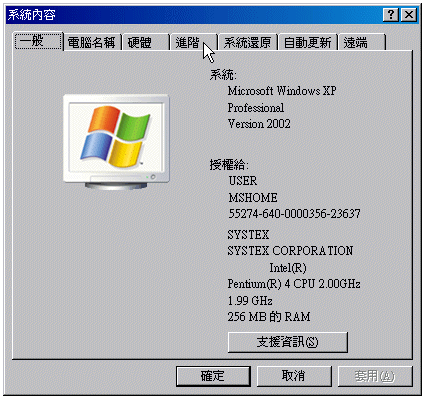 系統內容
一般 電腦名稱 硬體 進階 系統還原 自動更新 遠端
系統:
Microsoft Windows XP
Professional
Version 2002
授權給:
USER
MSHOME
55274-640-0000356-23637
SYSTEX
SYSTEX CORPORATION
Intel(R)
Pentium(R) 4 CPU 2.00GHz
1.99 GHz
256 MB 的 RAM
支援資訊(S)
確定 取消 套用(A)